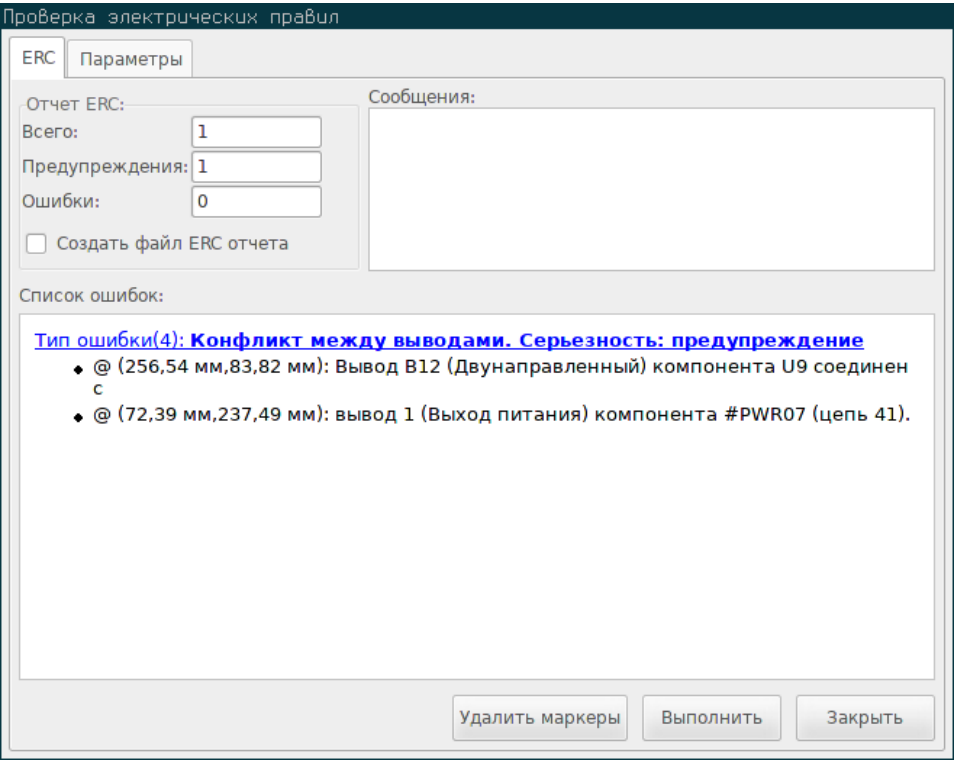 Проверка электрических правил
ERC
Параметры
Отчет ERC:
Всего: 1
Предупреждения: 1
Ошибки: 0
Создать файл ERC отчета
Сообщения:
Список ошибок:
Тип ошибки(4): Конфликт между выводами. Серьезность: предупреждение
@ (256,54 мм,83,82 мм): Вывод B12 (Двунаправленный) компонента U9 соединен
с
@ (72,39 мм,237,49 мм): вывод 1 (Выход питания) компонента #PWR07 (цепь 41).
Удалить маркеры
Выполнить
Закрыть